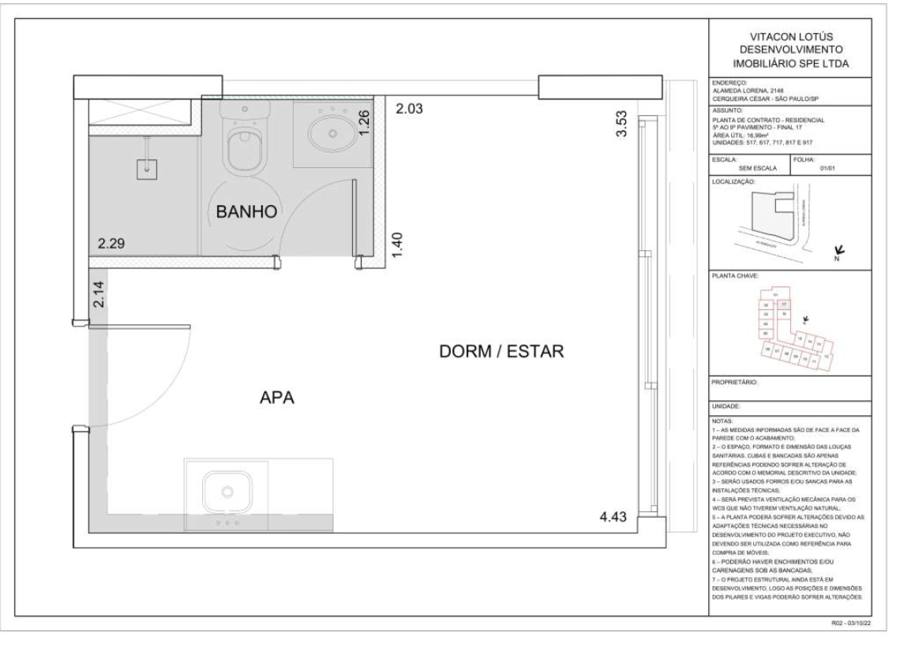 VITACON LOTÚS
DESENVOLVIMENTO
IMOBILIÁRIO SPE LTDA
ENDEREÇO:
ALAMEDA LORENA, 2148
CERQUEIRA CÉSAR - SÃO PAULO/SP
ASSUNTO:
PLANTA DE CONTRATO - RESIDENCIAL
5º AO 9º PAVIMENTO - FINAL 17
ÁREA ÚTIL: 16,99m²
UNIDADES: 517, 617, 717, 817 E 917
ESCALA:
SEM ESCALA
FOLHA:
01/01
LOCALIZAÇÃO:
N
PLANTA CHAVE:
PROPRIETÁRIO:
UNIDADE:
NOTAS:
1 – AS MEDIDAS INFORMADAS SÃO DE FACE A FACE DA
PAREDE COM O ACABAMENTO;
2 – O ESPAÇO, FORMATO E DIMENSÃO DAS LOUÇAS
SANITÁRIAS, CUBAS E BANCADAS SÃO APENAS
REFERÊNCIAS PODENDO SOFRER ALTERAÇÃO DE
ACORDO COM O MEMORIAL DESCRITIVO DA UNIDADE;
3 – SERÃO USADOS FORROS E/OU SANCAS PARA AS
INSTALAÇÕES TÉCNICAS;
4 – SERÁ PREVISTA VENTILAÇÃO MECÂNICA PARA OS
WCS QUE NÃO TIVEREM VENTILAÇÃO NATURAL;
5 – A PLANTA PODERÁ SOFRER ALTERAÇÕES DEVIDO AS
ADAPTAÇÕES TÉCNICAS NECESSÁRIAS NO
DESENVOLVIMENTO DO PROJETO EXECUTIVO, NÃO
DEVENDO SER UTILIZADA COMO REFERÊNCIA PARA
COMPRA DE MÓVEIS;
6 – PODERÃO HAVER ENCHIMENTOS E/OU
CARENAGENS SOB AS BANCADAS;
7 – O PROJETO ESTRUTURAL AINDA ESTÁ EM
DESENVOLVIMENTO, LOGO AS POSIÇÕES E DIMENSÕES
DOS PILARES E VIGAS PODERÃO SOFRER ALTERAÇÕES.
R02 - 03/10/22
2.03
1.26
3.53
BANHO
2.29
1.40
2.14
DORM / ESTAR
APA
4.43